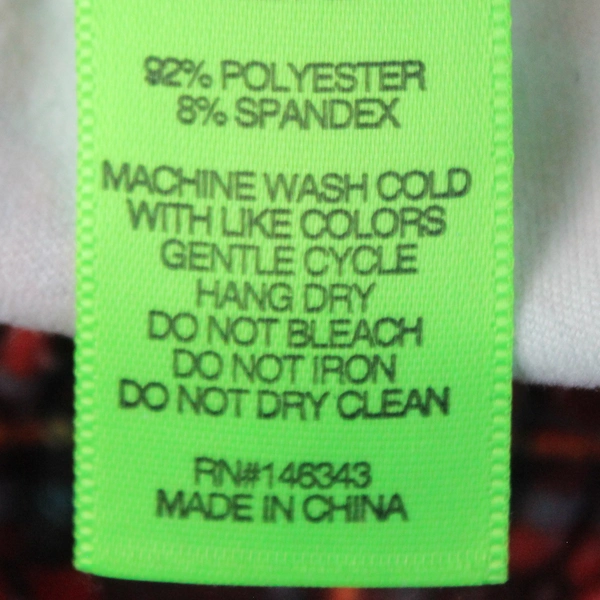 92% POLYESTER
8% SPANDEX
MACHINE WASH COLD
WITH LIKE COLORS
GENTLE CYCLE
HANG DRY
DO NOT BLEACH
DO NOT IRON
DO NOT DRY CLEAN
RN#146343
MADE IN CHINA